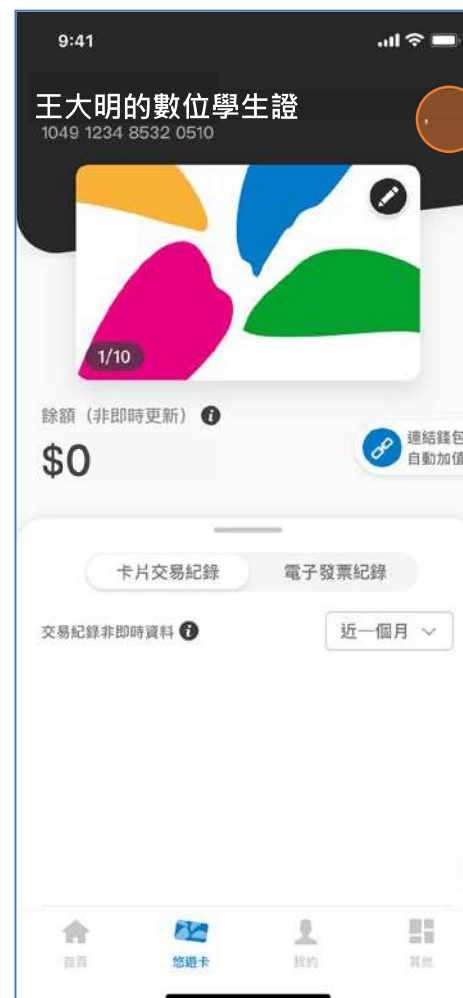 9:41
王大明的數位學生證
1049 1234 8532 0510
1/10
餘額（非即時更新）
$0
連結錢包
自動加值
卡片交易紀錄
電子發票紀錄
交易紀錄非即時資料
近一個月
首頁
悠遊卡
我的
其他